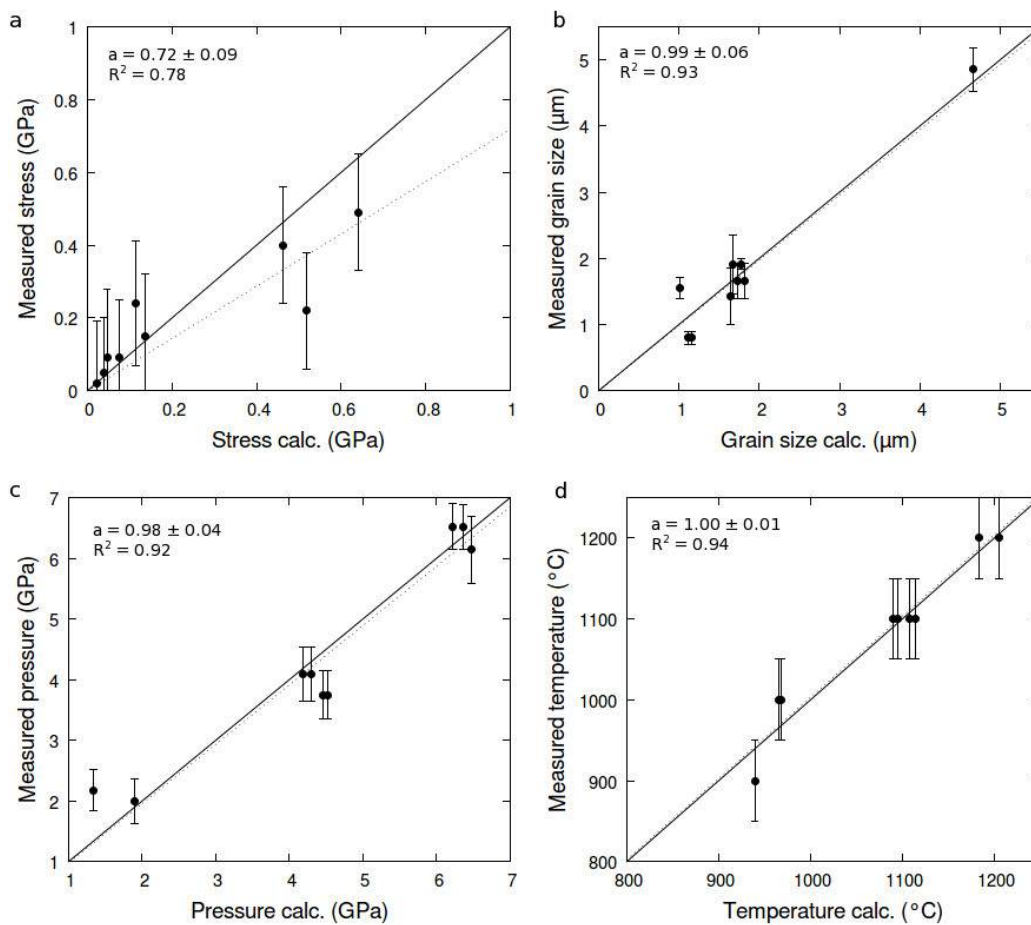 a
a = 0.72 ± 0.09
R² = 0.78
Measured stress (GPa)
1
0.8
0.6
0.4
0.2
0
0 0.2 0.4 0.6 0.8 1
Stress calc. (GPa)
b
a = 0.99 ± 0.06
R² = 0.93
Measured grain size (µm)
5
4
3
2
1
0
0 1 2 3 4 5
Grain size calc. (µm)
c
a = 0.98 ± 0.04
R² = 0.92
Measured pressure (GPa)
7
6
5
4
3
2
1
1 2 3 4 5 6 7
Pressure calc. (GPa)
d
a = 1.00 ± 0.01
R² = 0.94
Measured temperature (°C)
1200
1100
1000
900
800
800 900 1000 1100 1200
Temperature calc. (°C)